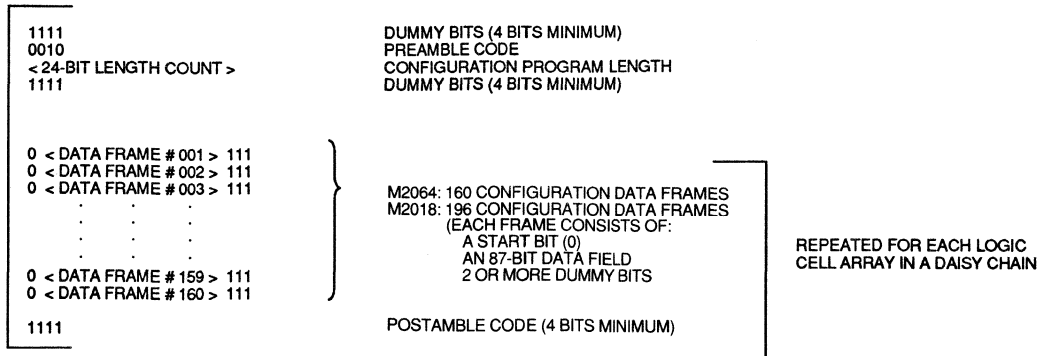 1111 DUMMY BITS (4 BITS MINIMUM)
0010 PREAMBLE CODE
< 24-BIT LENGTH COUNT > CONFIGURATION PROGRAM LENGTH
1111 DUMMY BITS (4 BITS MINIMUM)
0 < DATA FRAME # 001 > 111
0 < DATA FRAME # 002 > 111
0 < DATA FRAME # 003 > 111
. . .
. . .
. . .
0 < DATA FRAME # 159 > 111
0 < DATA FRAME # 160 > 111
M2064: 160 CONFIGURATION DATA FRAMES
M2018: 196 CONFIGURATION DATA FRAMES
(EACH FRAME CONSISTS OF:
A START BIT (0)
AN 87-BIT DATA FIELD
2 OR MORE DUMMY BITS
REPEATED FOR EACH LOGIC
CELL ARRAY IN A DAISY CHAIN
1111 POSTAMBLE CODE (4 BITS MINIMUM)